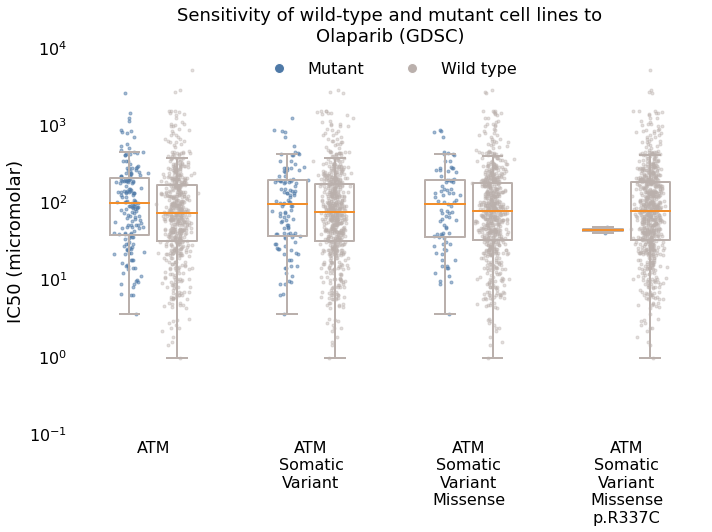 Sensitivity of wild-type and mutant cell lines to
Olaparib (GDSC)
Mutant
Wild type
IC50 (micromolar)
10⁴
10³
10²
10¹
10⁰
10⁻¹
ATM
ATM
Somatic
Variant
ATM
Somatic
Variant
Missense
ATM
Somatic
Variant
Missense
p.R337C